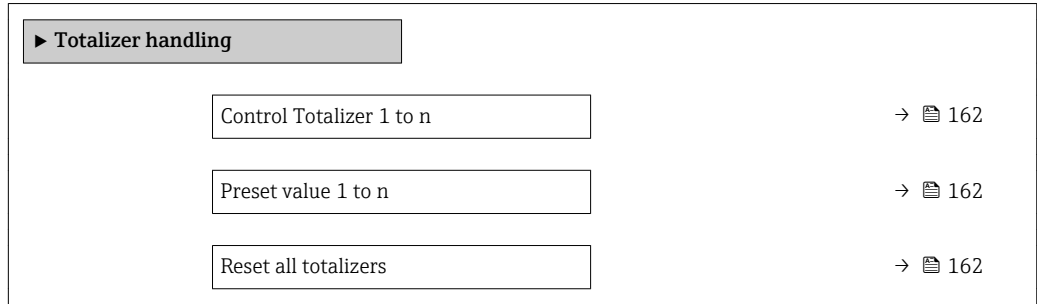 ► Totalizer handling
Control Totalizer 1 to n → 162
Preset value 1 to n → 162
Reset all totalizers → 162